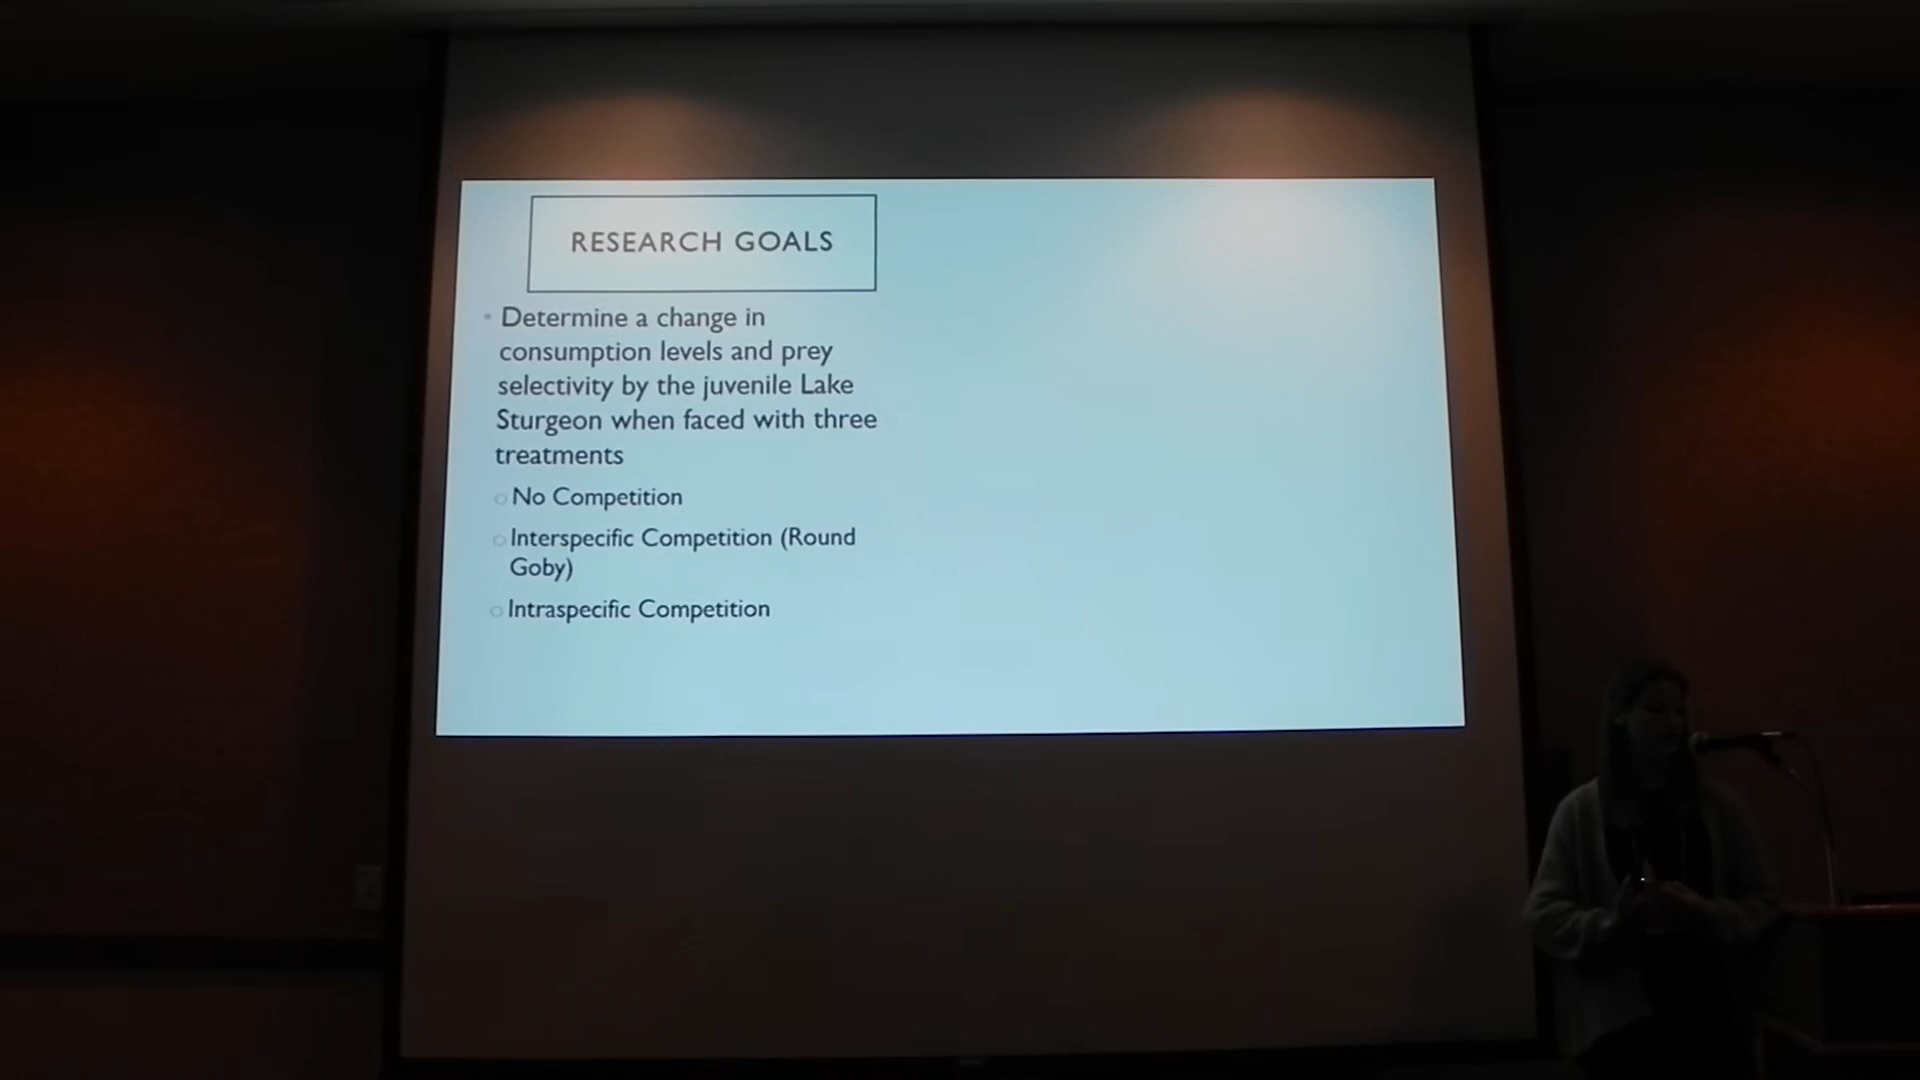 RESEARCH GOALS
• Determine a change in
consumption levels and prey
selectivity by the juvenile Lake
Sturgeon when faced with three
treatments
○ No Competition
○ Interspecific Competition (Round
Goby)
○ Intraspecific Competition